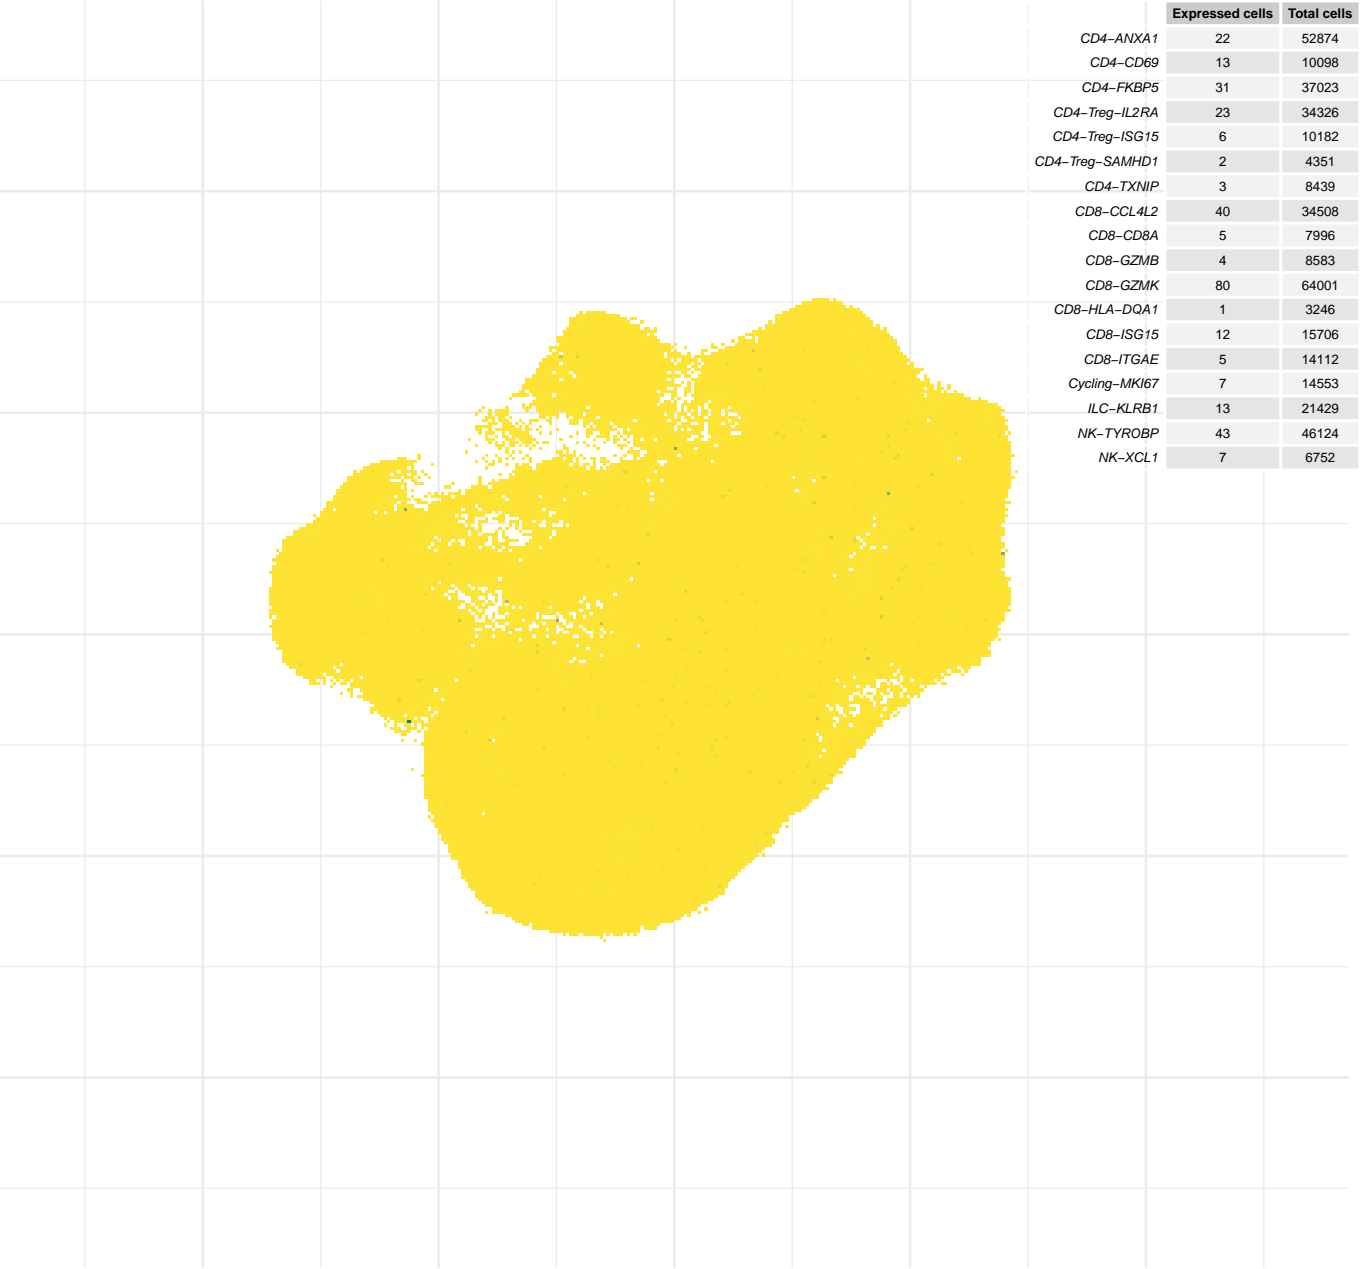 Expressed cells Total cells
CD4−ANXA1 22 52874
CD4−CD69 13 10098
CD4−FKBP5 31 37023
CD4−Treg−IL2RA 23 34326
CD4−Treg−ISG15 6 10182
CD4−Treg−SAMHD1 2 4351
CD4−TXNIP 3 8439
CD8−CCL4L2 40 34508
CD8−CD8A 5 7996
CD8−GZMB 4 8583
CD8−GZMK 80 64001
CD8−HLA−DQA1 1 3246
CD8−ISG15 12 15706
CD8−ITGAE 5 14112
Cycling−MKI67 7 14553
ILC−KLRB1 13 21429
NK−TYROBP 43 46124
NK−XCL1 7 6752